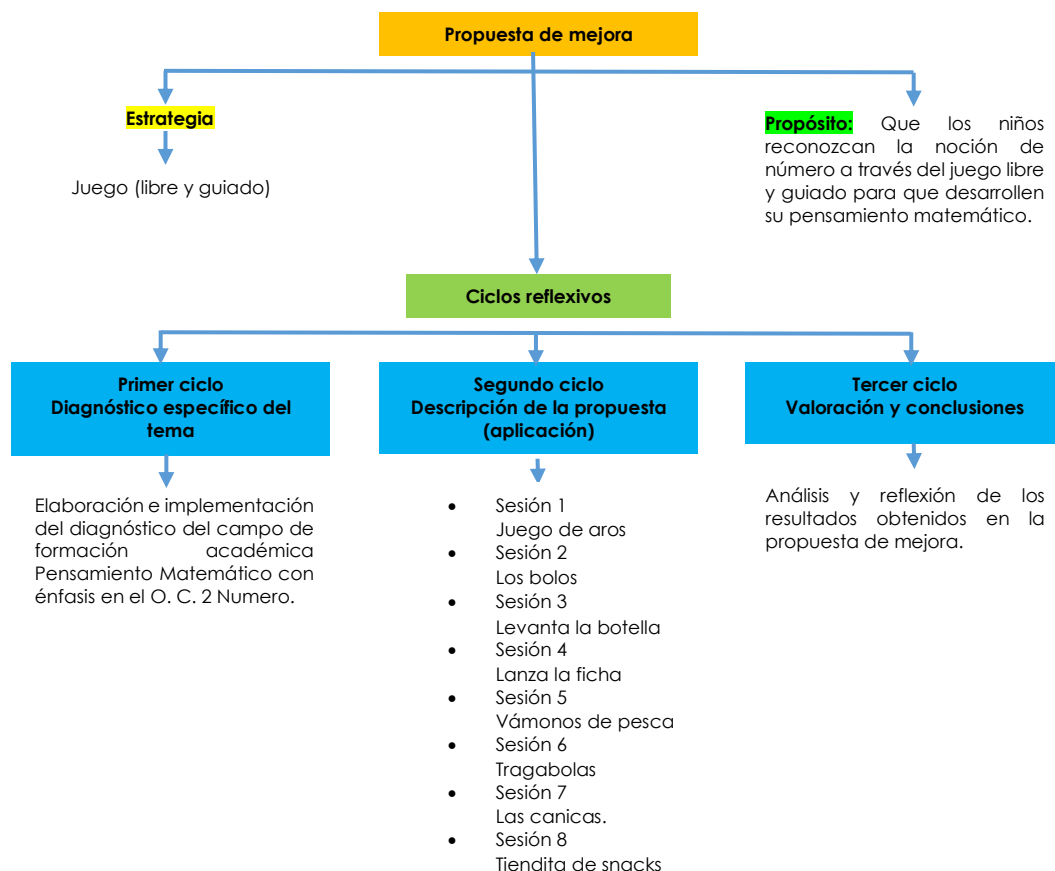 Propuesta de mejora
Estrategia
Juego (libre y guiado)
Propósito: Que los niños
reconozcan la noción de
número a través del juego libre
y guiado para que desarrollen
su pensamiento matemático.
Ciclos reflexivos
Primer ciclo
Diagnóstico específico del
tema
Elaboración e implementación
del diagnóstico del campo de
formación académica
Pensamiento Matemático con
énfasis en el O. C. 2 Numero.
Segundo ciclo
Descripción de la propuesta
(aplicación)
• Sesión 1
Juego de aros
• Sesión 2
Los bolos
• Sesión 3
Levanta la botella
• Sesión 4
Lanza la ficha
• Sesión 5
Vámonos de pesca
• Sesión 6
Tragabolas
• Sesión 7
Las canicas.
• Sesión 8
Tiendita de snacks
Tercer ciclo
Valoración y conclusiones
Análisis y reflexión de los
resultados obtenidos en la
propuesta de mejora.